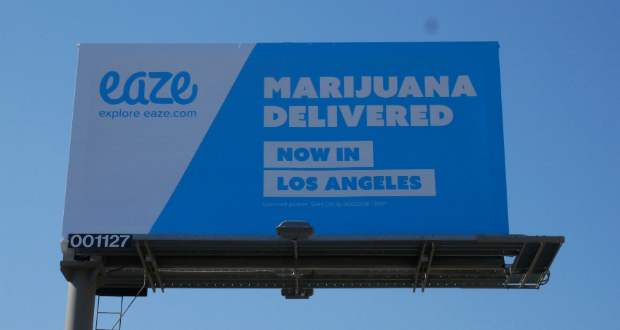 eaze
explore eaze.com
MARIJUANA
DELIVERED
NOW IN
LOS ANGELES
001127